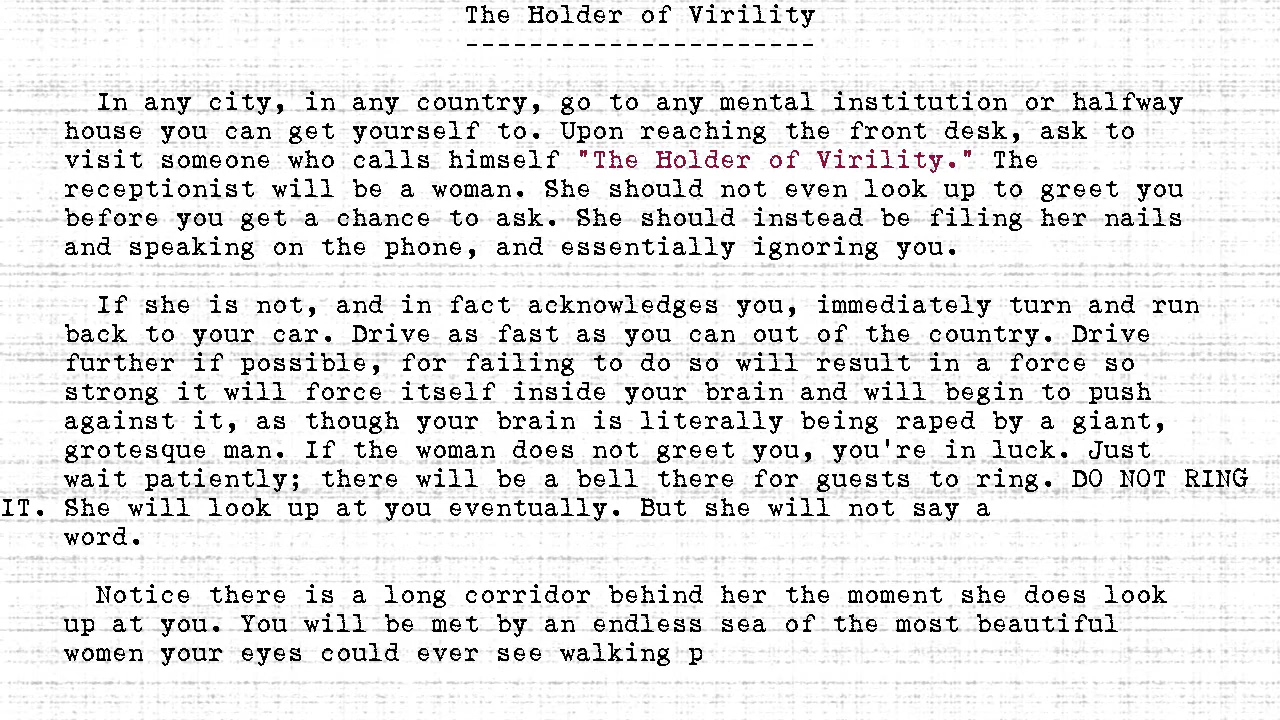 The Holder of Virility
----------------------
In any city, in any country, go to any mental institution or halfway
house you can get yourself to. Upon reaching the front desk, ask to
visit someone who calls himself "The Holder of Virility." The
receptionist will be a woman. She should not even look up to greet you
before you get a chance to ask. She should instead be filing her nails
and speaking on the phone, and essentially ignoring you.
If she is not, and in fact acknowledges you, immediately turn and run
back to your car. Drive as fast as you can out of the country. Drive
further if possible, for failing to do so will result in a force so
strong it will force itself inside your brain and will begin to push
against it, as though your brain is literally being raped by a giant,
grotesque man. If the woman does not greet you, you're in luck. Just
wait patiently; there will be a bell there for guests to ring. DO NOT RING
IT. She will look up at you eventually. But she will not say a
word.
Notice there is a long corridor behind her the moment she does look
up at you. You will be met by an endless sea of the most beautiful
women your eyes could ever see walking p